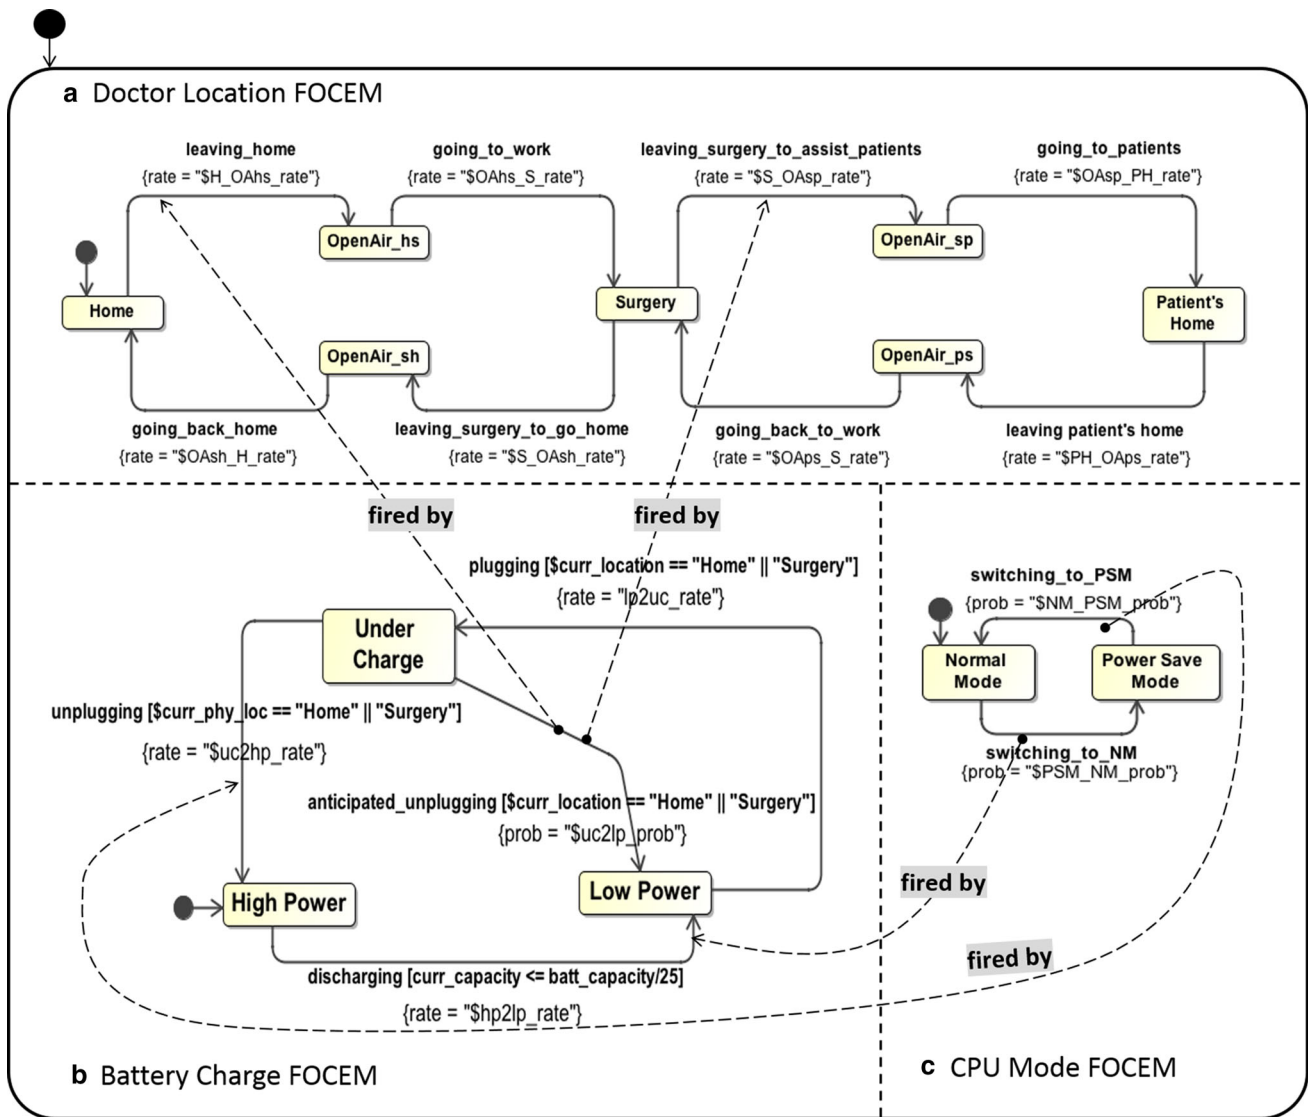 a Doctor Location FOCEM
leaving_home
{rate = "$H_OAhs_rate"}
going_to_work
{rate = "$OAhs_S_rate"}
leaving_surgery_to_assist_patients
{rate = "$S_OAsp_rate"}
going_to_patients
{rate = "$OAsp_PH_rate"}
OpenAir_hs
OpenAir_sp
Home
Surgery
Patient's
Home
OpenAir_sh
OpenAir_ps
going_back_home
{rate = "$OAsh_H_rate"}
leaving_surgery_to_go_home
{rate = "$S_OAsh_rate"}
going_back_to_work
{rate = "$OAps_S_rate"}
leaving patient's home
{rate = "$PH_OAps_rate"}
fired by
fired by
plugging [$curr_location == "Home" || "Surgery"]
{rate = "lp2uc_rate"}
Under
Charge
unplugging [$curr_phy_loc == "Home" || "Surgery"]
{rate = "$uc2hp_rate"}
anticipated_unplugging [$curr_location == "Home" || "Surgery"]
{prob = "$uc2lp_prob"}
High Power
Low Power
discharging [curr_capacity <= batt_capacity/25]
{rate = "$hp2lp_rate"}
b Battery Charge FOCEM
switching_to_PSM
{prob = "$NM_PSM_prob"}
Normal
Mode
Power Save
Mode
switching_to_NM
{prob = "$PSM_NM_prob"}
fired by
fired by
c CPU Mode FOCEM